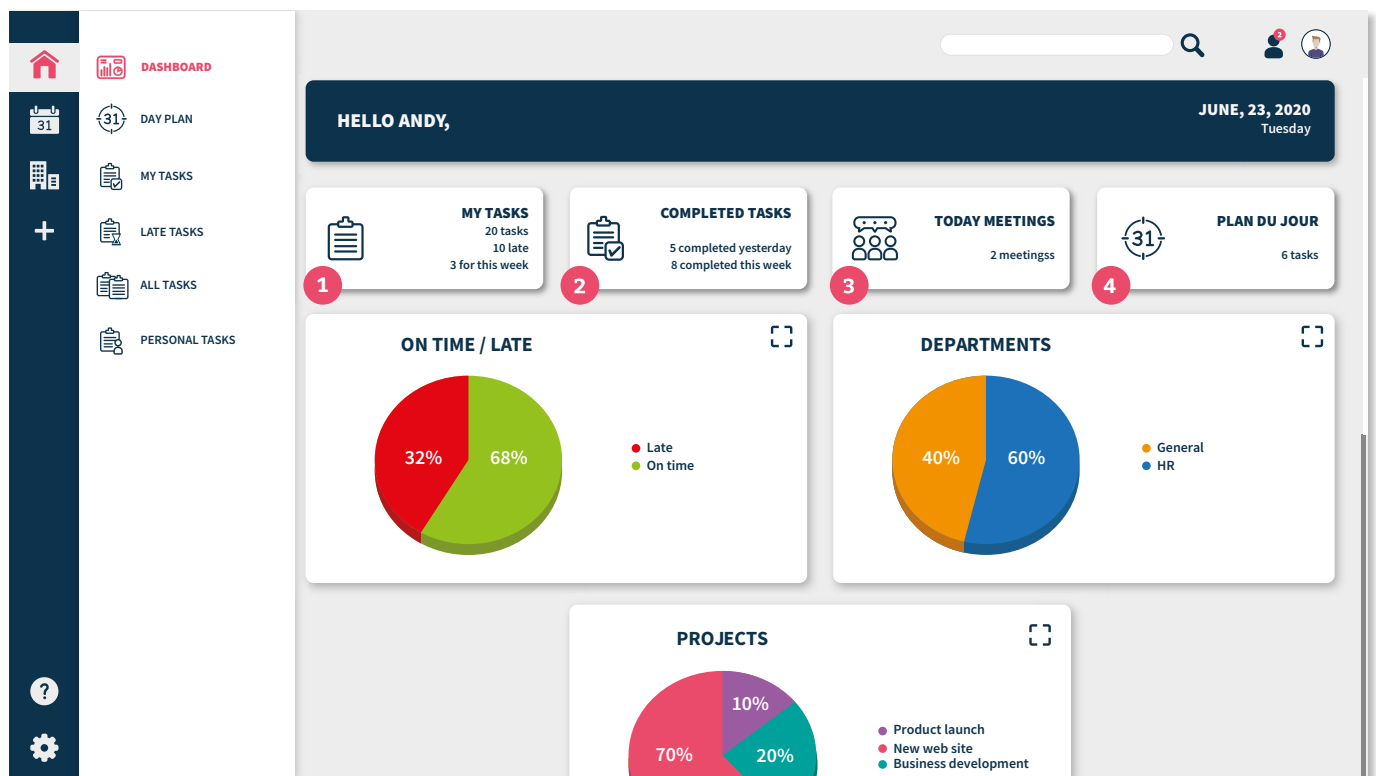 2
31
HELLO ANDY,
JUNE, 23, 2020
Tuesday
DASHBOARD
31
DAY PLAN
MY TASKS
LATE TASKS
ALL TASKS
PERSONAL TASKS
MY TASKS
20 tasks
10 late
3 for this week
1
COMPLETED TASKS
5 completed yesterday
8 completed this week
2
TODAY MEETINGS
2 meetingss
3
31
PLAN DU JOUR
6 tasks
4
ON TIME / LATE
32%
68%
Late
On time
DEPARTMENTS
40%
60%
General
HR
PROJECTS
10%
70%
20%
Product launch
New web site
Business development
?